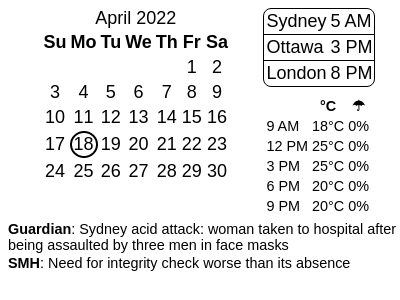 April 2022
Su Mo Tu We Th Fr Sa
1 2
3 4 5 6 7 8 9
10 11 12 13 14 15 16
17 18 19 20 21 22 23
24 25 26 27 28 29 30
Sydney 5 AM
Ottawa 3 PM
London 8 PM
°C ☂
9 AM 18°C 0%
12 PM 25°C 0%
3 PM 25°C 0%
6 PM 20°C 0%
9 PM 20°C 0%
Guardian: Sydney acid attack: woman taken to hospital after
being assaulted by three men in face masks
SMH: Need for integrity check worse than its absence